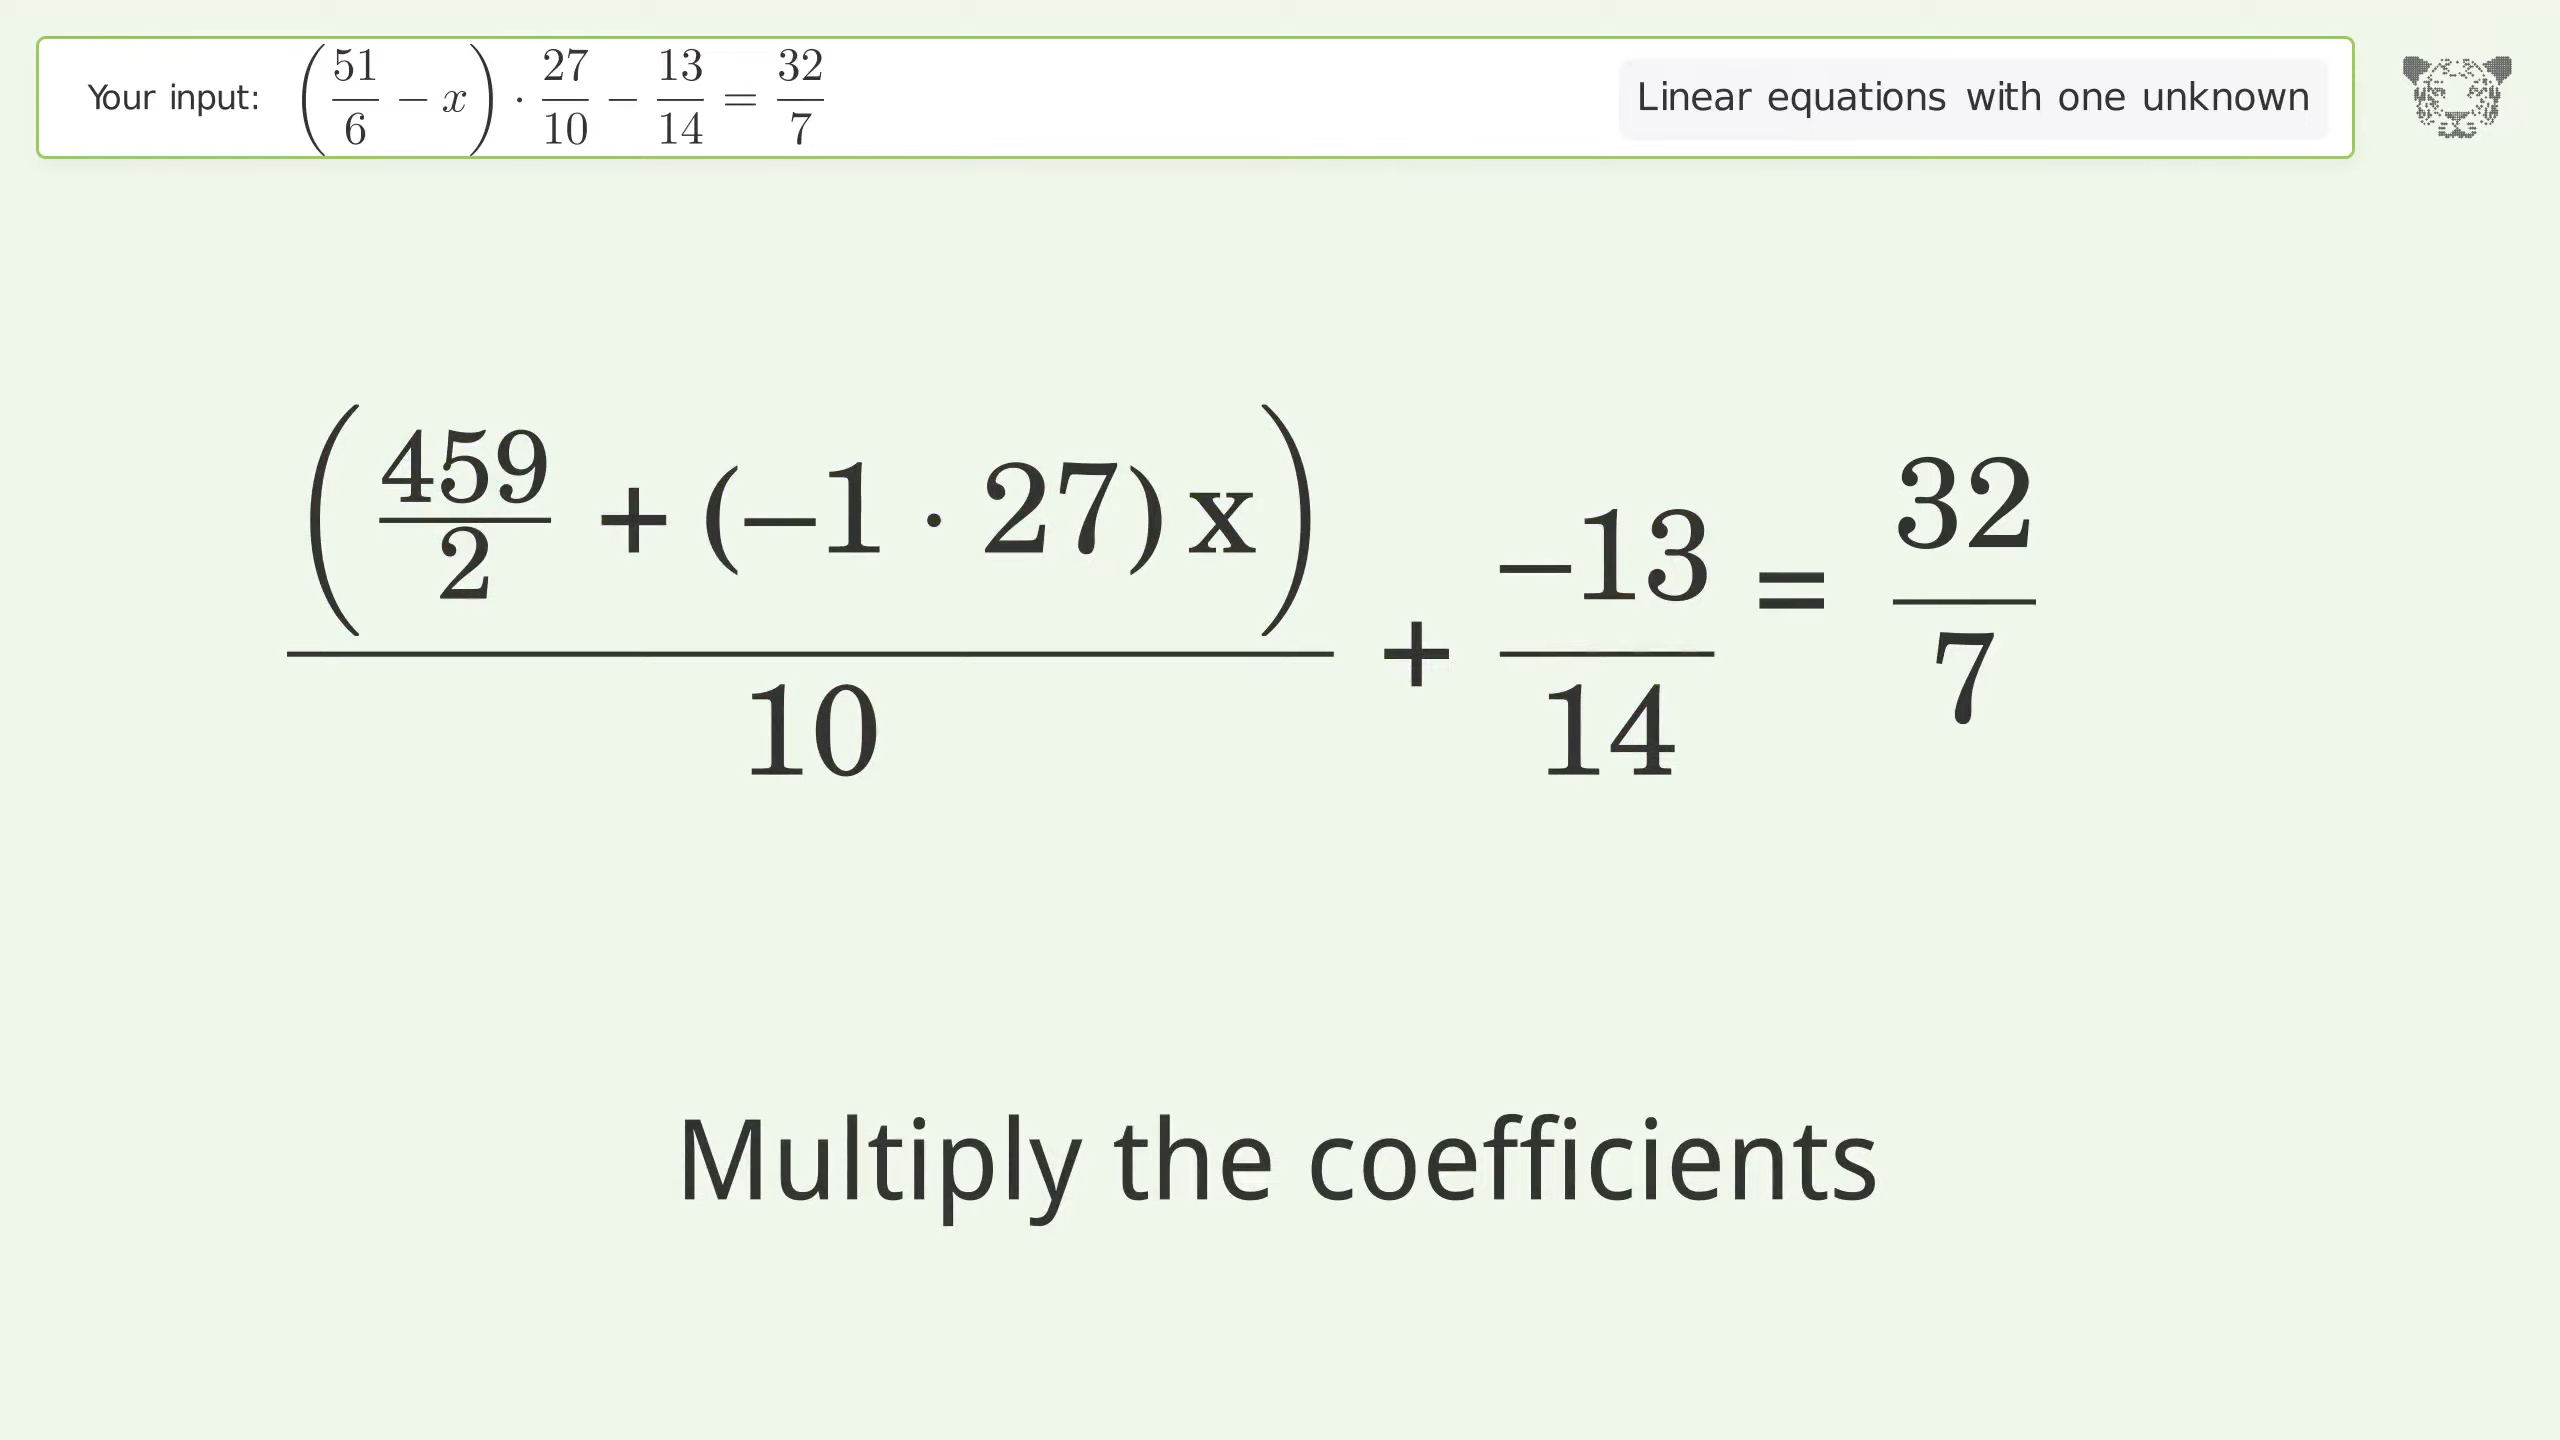 Your input: (51/6 − x) · 27/10 − 13/14 = 32/7
Linear equations with one unknown
(459/2 + (−1 · 27) x)/10 + −13/14 = 32/7
Multiply the coefficients